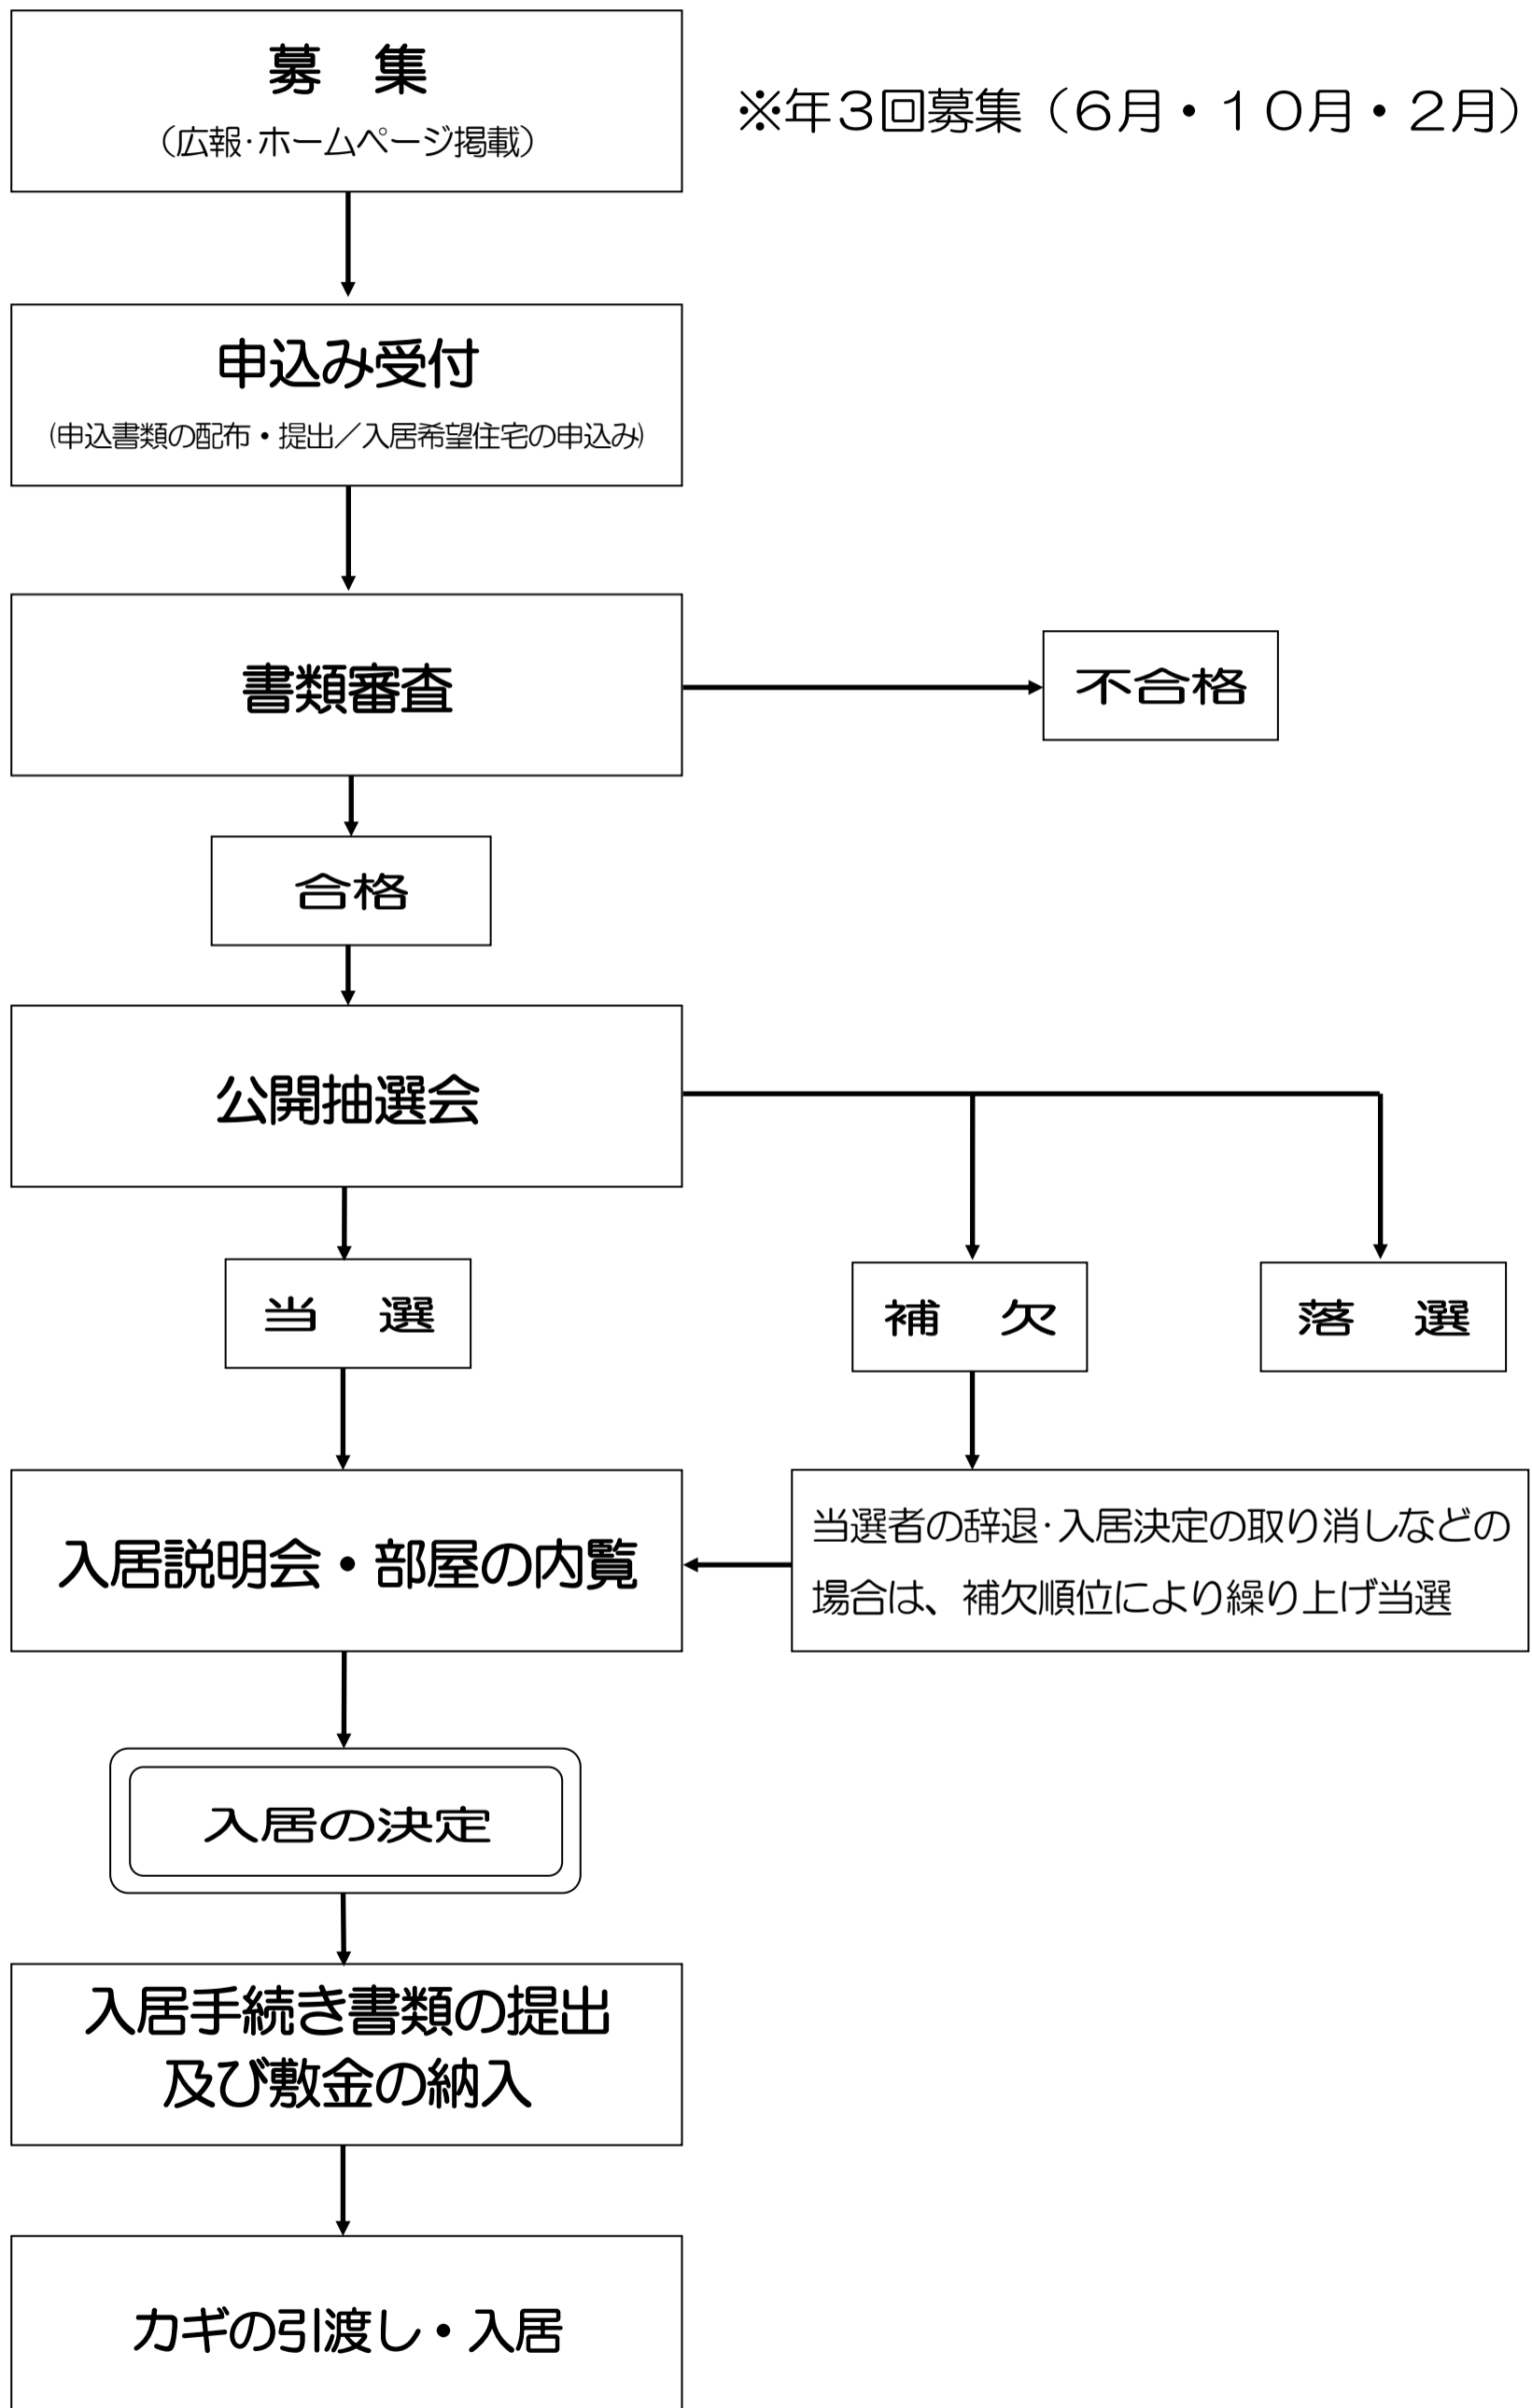 募　集
（広報・ホームページ掲載）
※年３回募集（６月・１０月・２月）
申込み受付
（申込書類の配布・提出／入居希望住宅の申込み）
書類審査
不合格
合格
公開抽選会
当　選
補　欠
落　選
入居説明会・部屋の内覧
当選者の辞退・入居決定の取り消しなどの
場合は、補欠順位により繰り上げ当選
入居の決定
入居手続き書類の提出
及び敷金の納入
カギの引渡し・入居